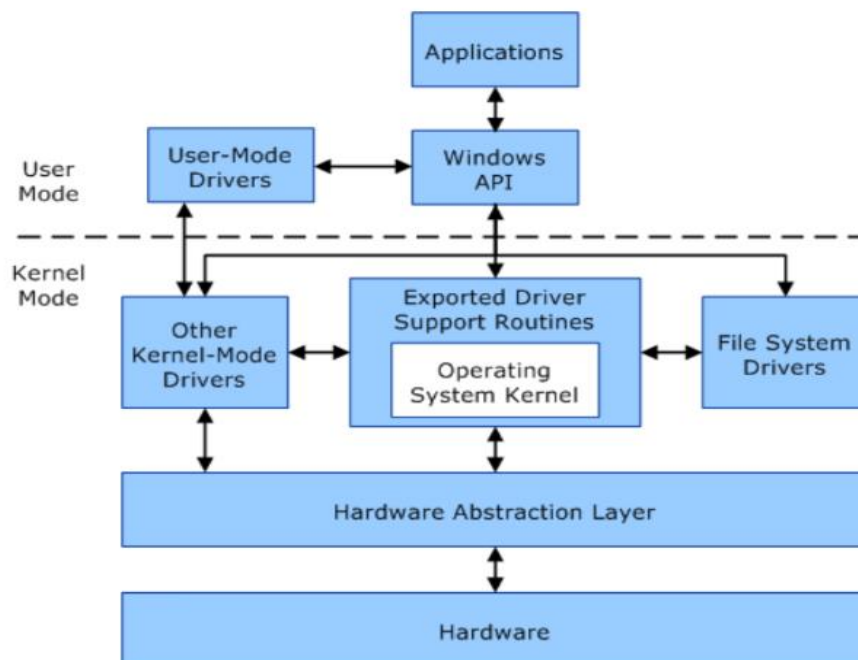 Applications
User-Mode
Drivers
Windows
API
User
Mode
Kernel
Mode
Exported Driver
Support Routines
Other
Kernel-Mode
Drivers
Operating
System Kernel
File System
Drivers
Hardware Abstraction Layer
Hardware